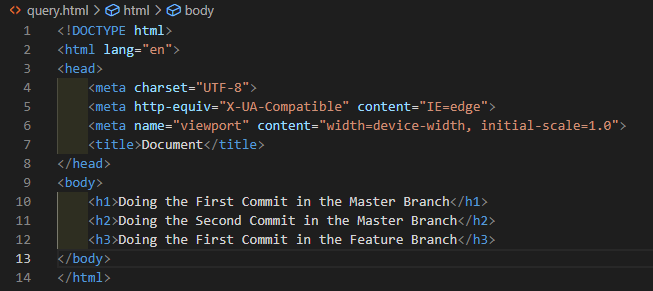 <> query.html > html > body
1 <!DOCTYPE html>
2 <html lang="en">
3 <head>
4     <meta charset="UTF-8">
5     <meta http-equiv="X-UA-Compatible" content="IE=edge">
6     <meta name="viewport" content="width=device-width, initial-scale=1.0">
7     <title>Document</title>
8 </head>
9 <body>
10     <h1>Doing the First Commit in the Master Branch</h1>
11     <h2>Doing the Second Commit in the Master Branch</h2>
12     <h3>Doing the First Commit in the Feature Branch</h3>
13 </body>
14 </html>